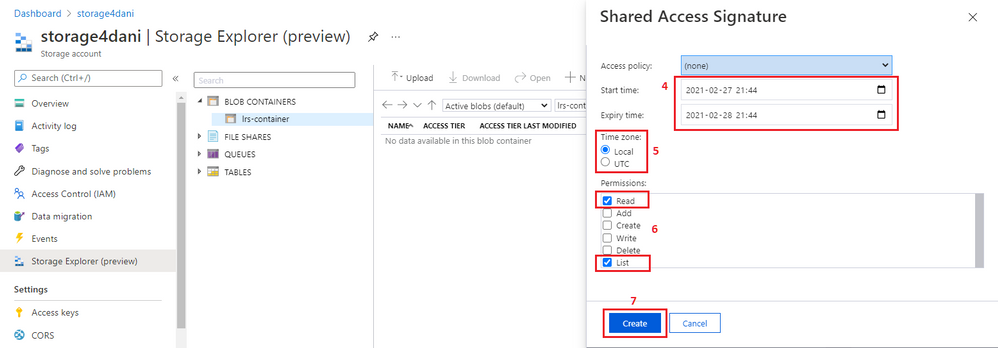 Dashboard > storage4dani >
storage4dani | Storage Explorer (preview) ...
Storage account
Search (Ctrl+/)
«
Overview
Activity log
Tags
Diagnose and solve problems
Access Control (IAM)
Data migration
Events
Storage Explorer (preview)
Settings
Access keys
CORS
Search
BLOB CONTAINERS
lrs-container
FILE SHARES
QUEUES
TABLES
Upload Download Open + N
Active blobs (default) lrs-cont
NAME ACCESS TIER ACCESS TIER LAST MODIFIED
No data available in this blob container
Shared Access Signature
Access policy: (none)
4
Start time: 2021-02-27 21:44
Expiry time: 2021-02-28 21:44
Time zone:
Local
5
UTC
Permissions:
Read
Add
Create
6
Write
Delete
List
7
Create Cancel